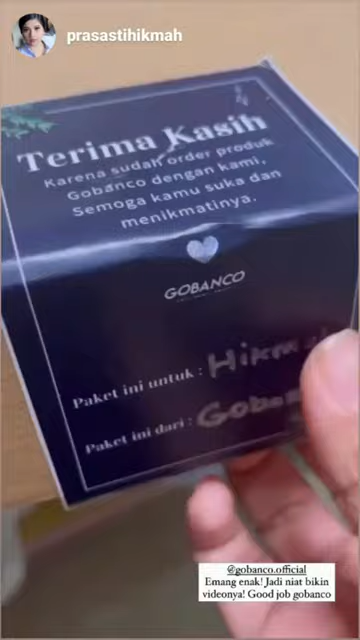 prasastihikmah
Terima Kasih
Karena sudah order produk
Gobanco dengan kami,
Semoga kamu suka dan
menikmatinya.
GOBANCO
Paket ini untuk :
Paket ini dari :
@gobanco.official
Emang enak! Jadi niat bikin
videonya! Good job gobanco